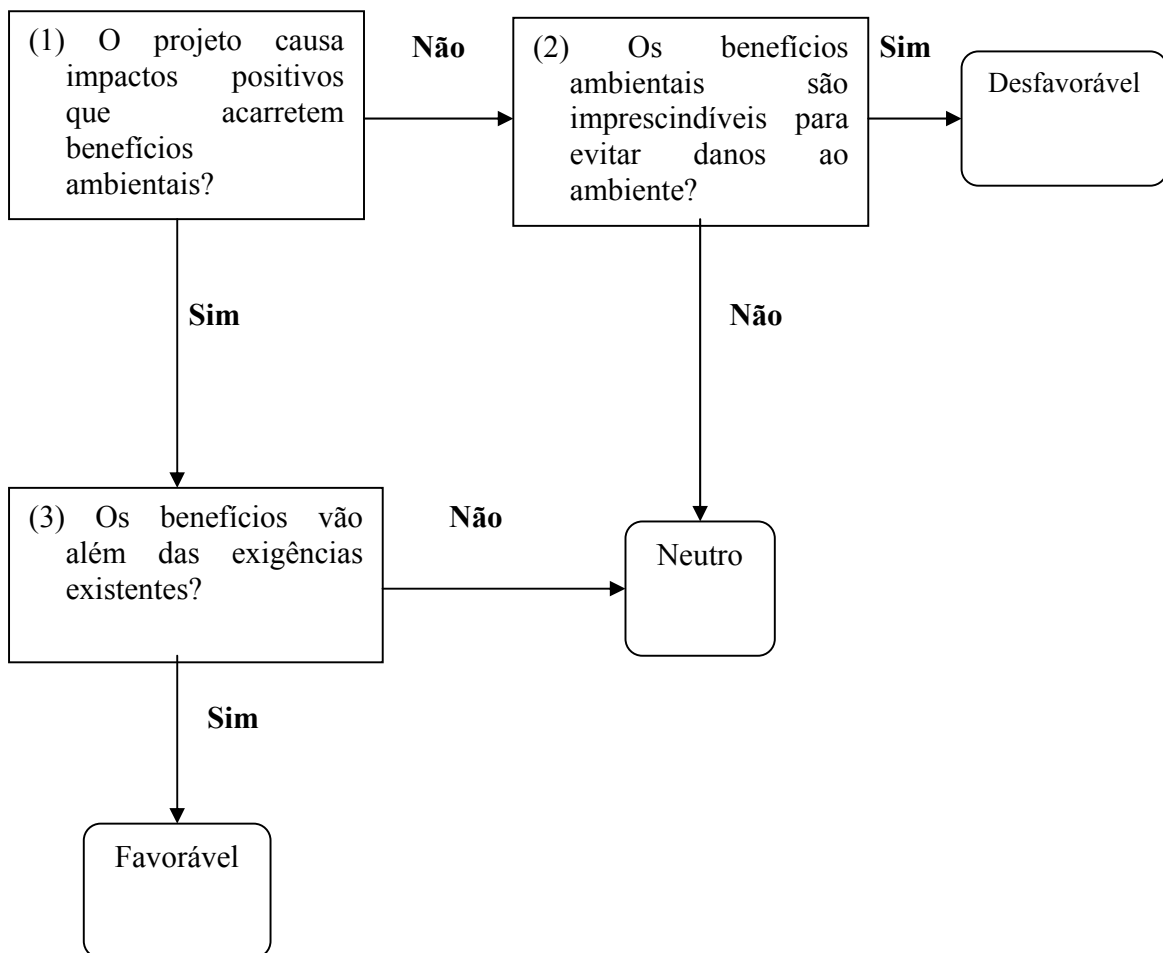 (1) O projeto causa
impactos positivos
que acarretem
benefícios
ambientais?
Não
(2) Os benefícios
ambientais são
imprescindíveis para
evitar danos ao
ambiente?
Sim
Desfavorável
Sim
Não
(3) Os benefícios vão
além das exigências
existentes?
Não
Neutro
Sim
Favorável